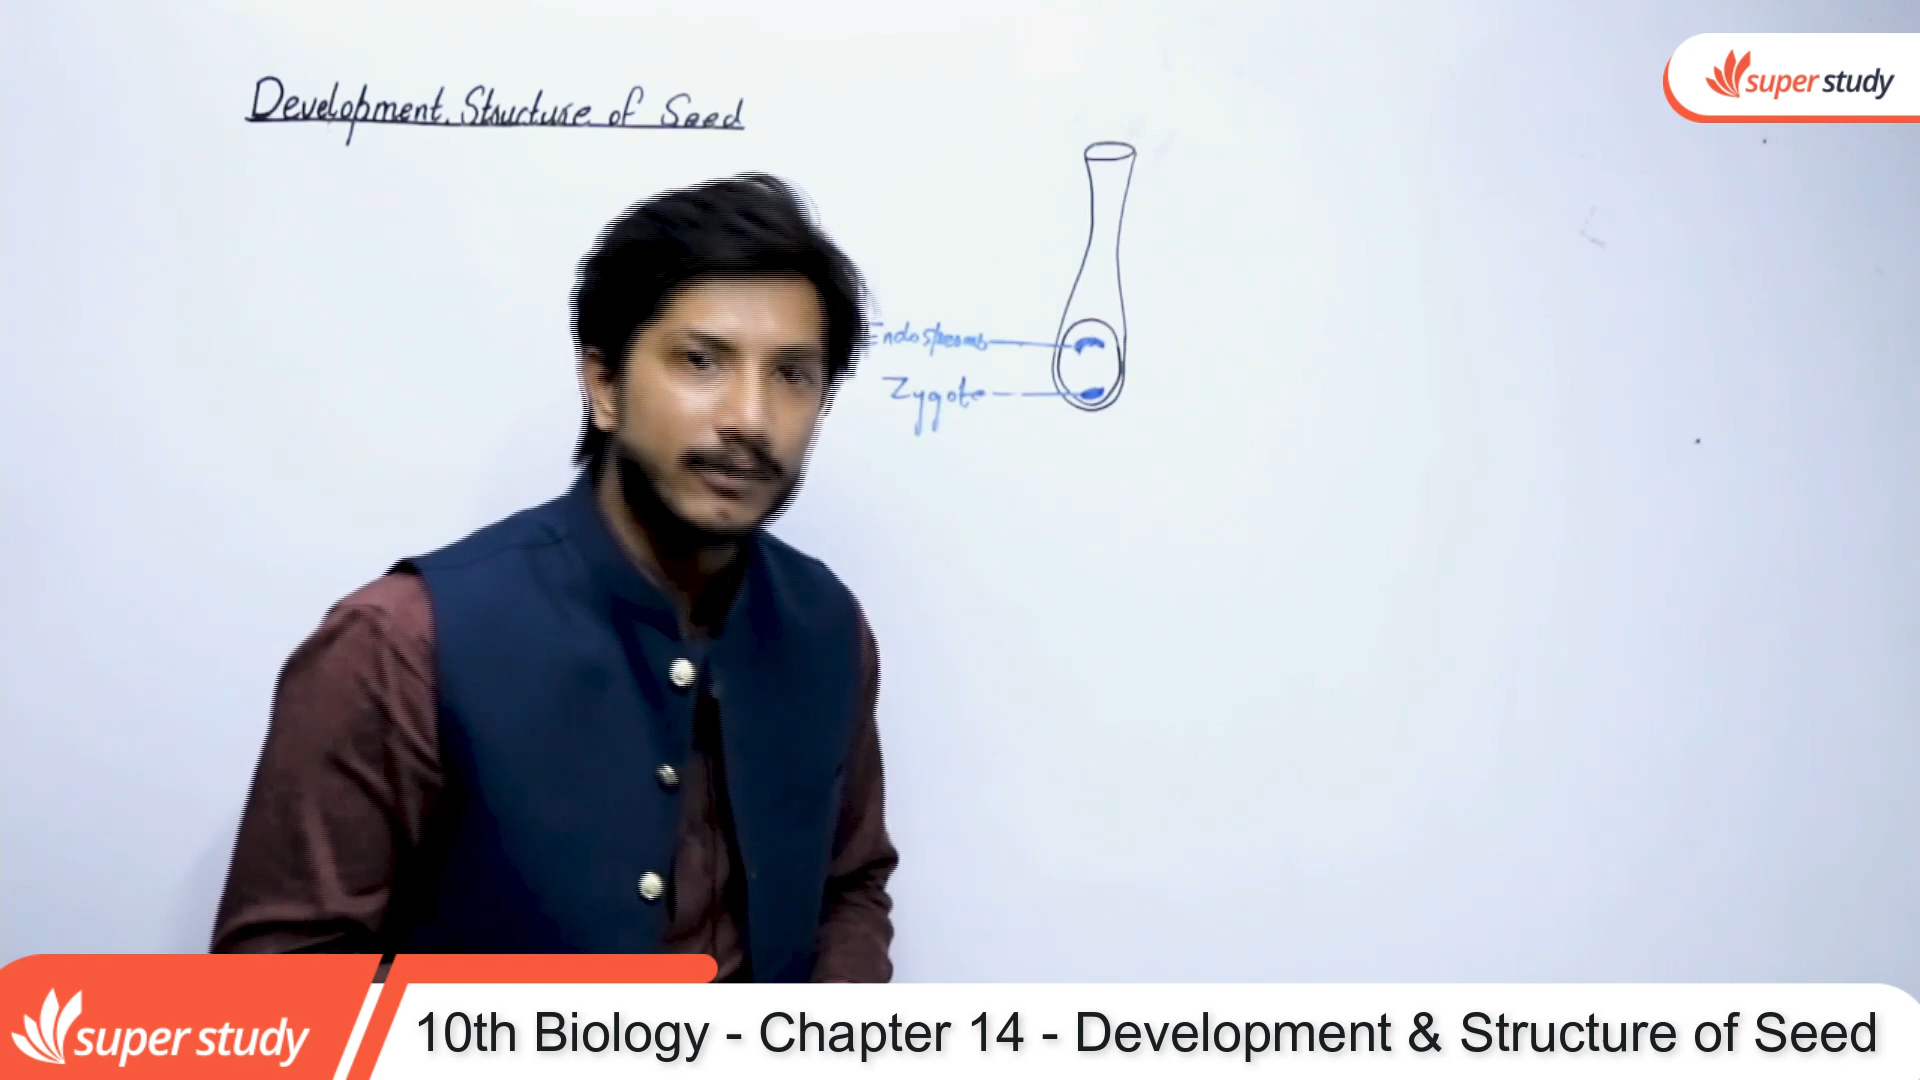 Development Structure of Seed
super study
Endosperms
Zygote
super study
10th Biology - Chapter 14 - Development & Structure of Seed